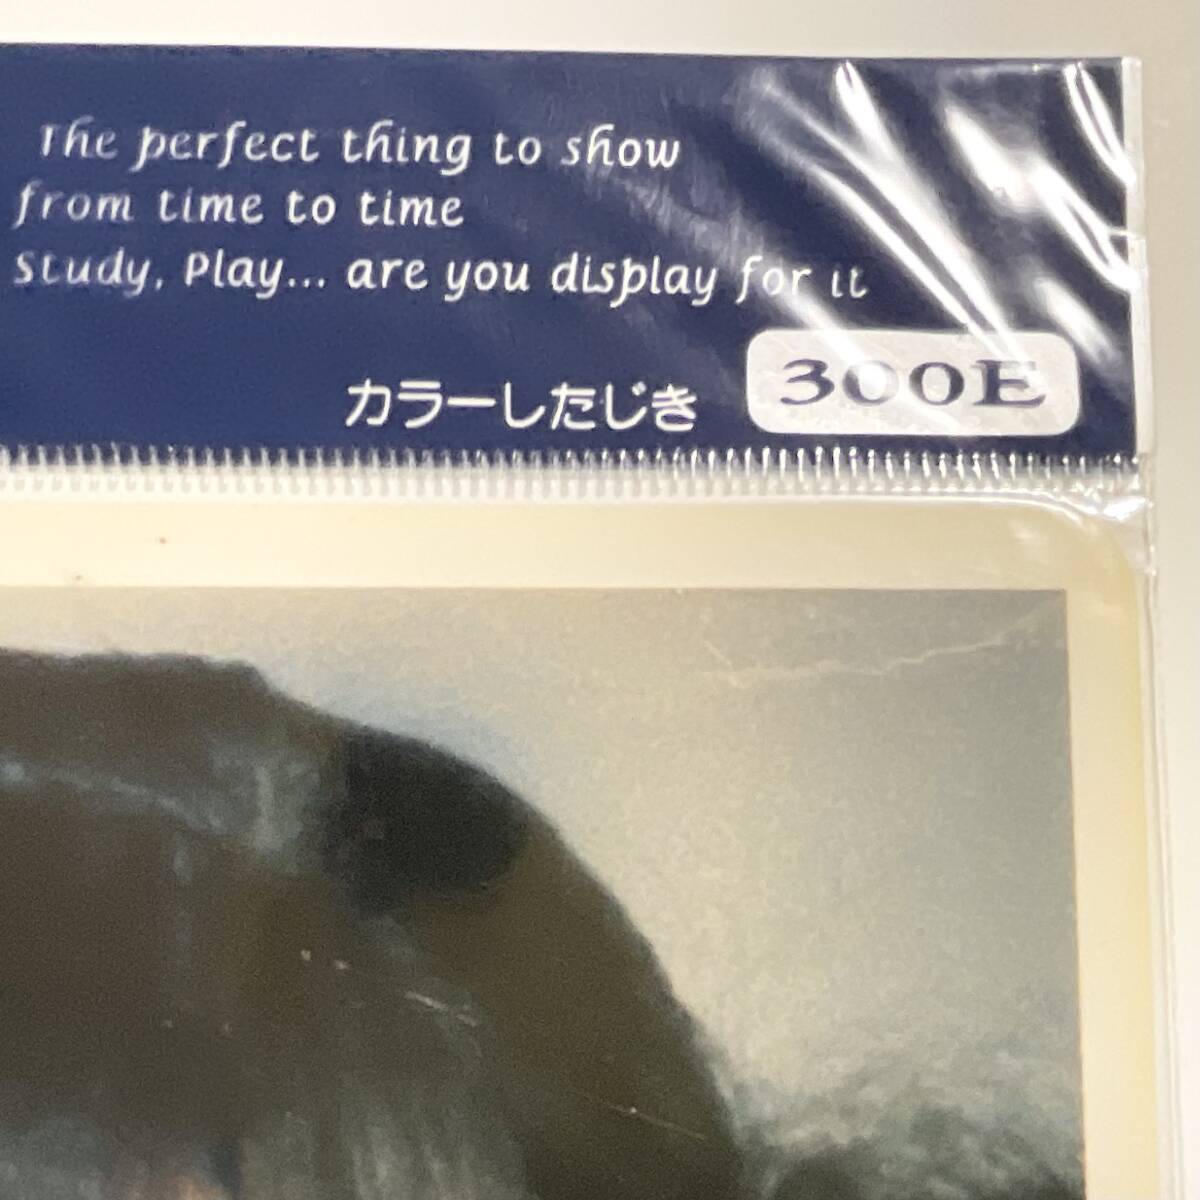 The perfect thing to show
from time to time
Study, Play... are you display for it
カラーしたじき
300E